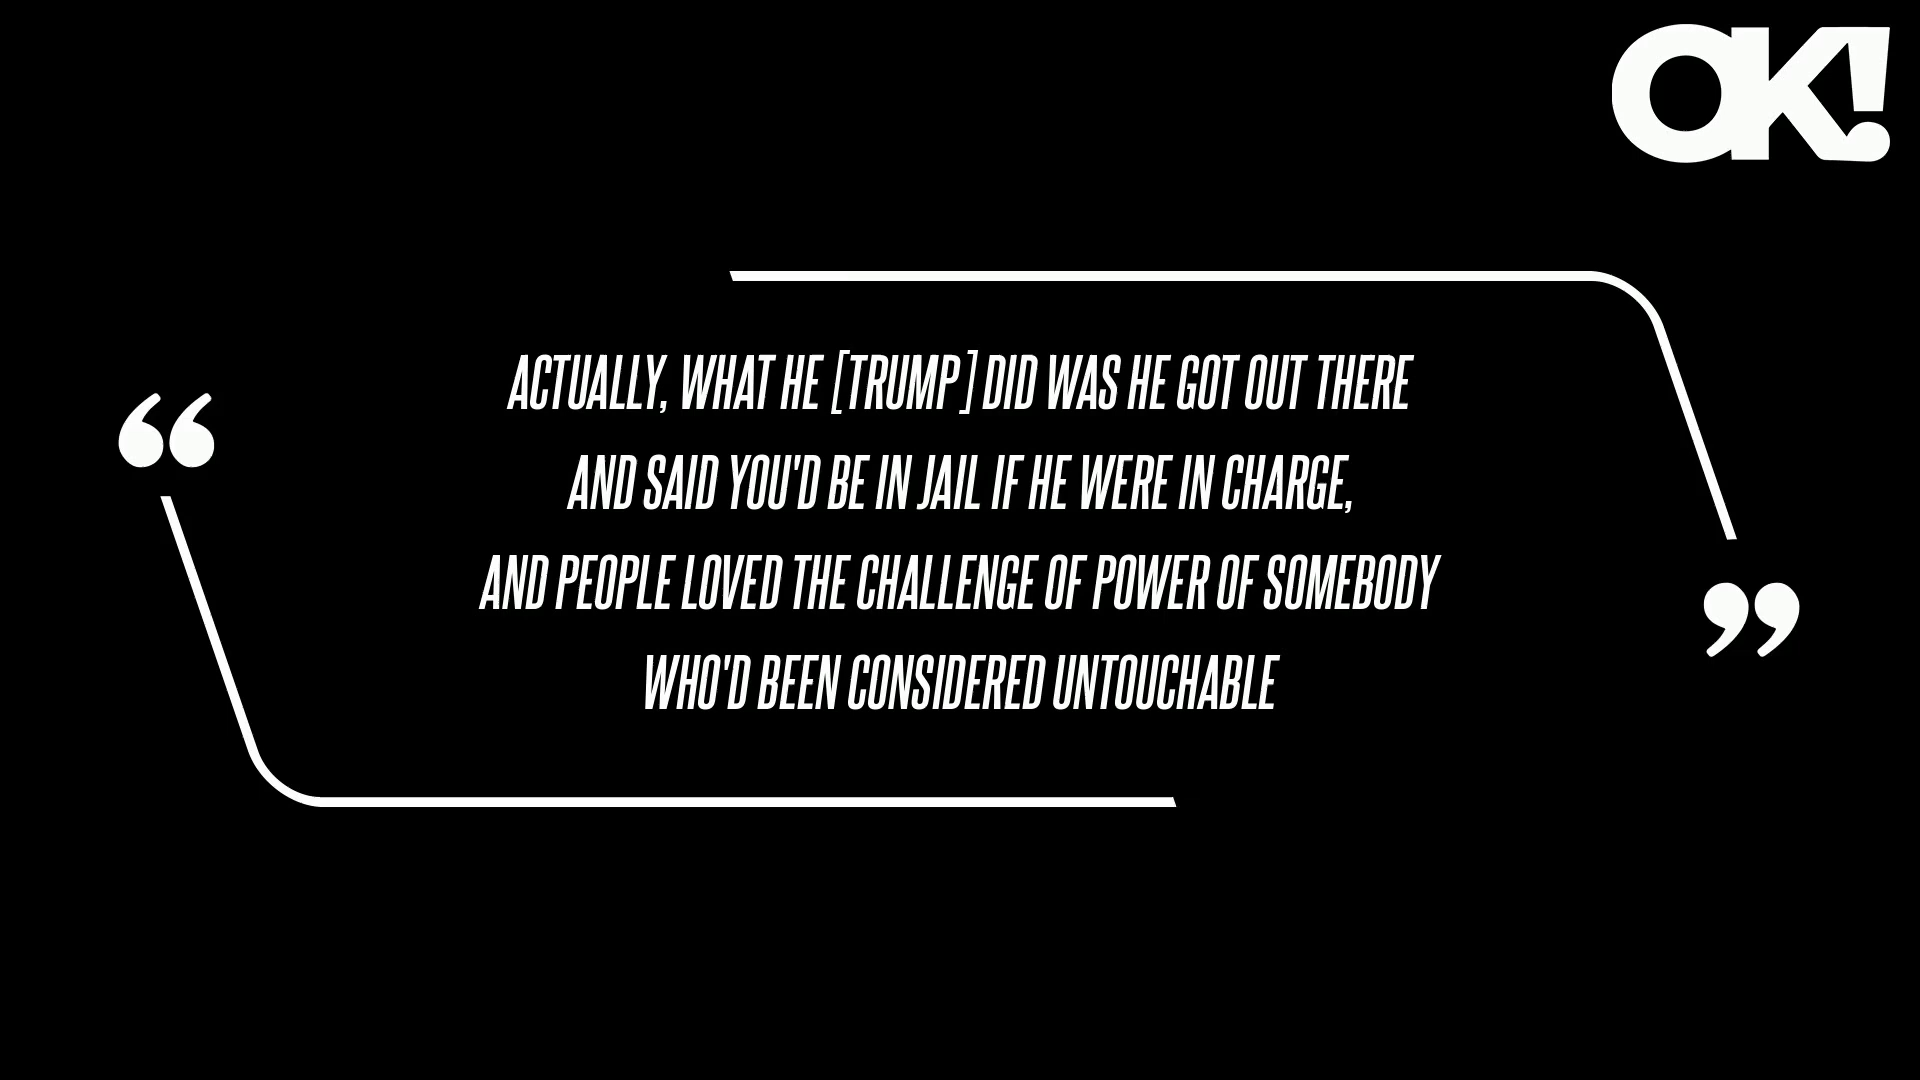 OK!
“
ACTUALLY, WHAT HE [TRUMP] DID WAS HE GOT OUT THERE
AND SAID YOU'D BE IN JAIL IF HE WERE IN CHARGE,
AND PEOPLE LOVED THE CHALLENGE OF POWER OF SOMEBODY
WHO'D BEEN CONSIDERED UNTOUCHABLE
”